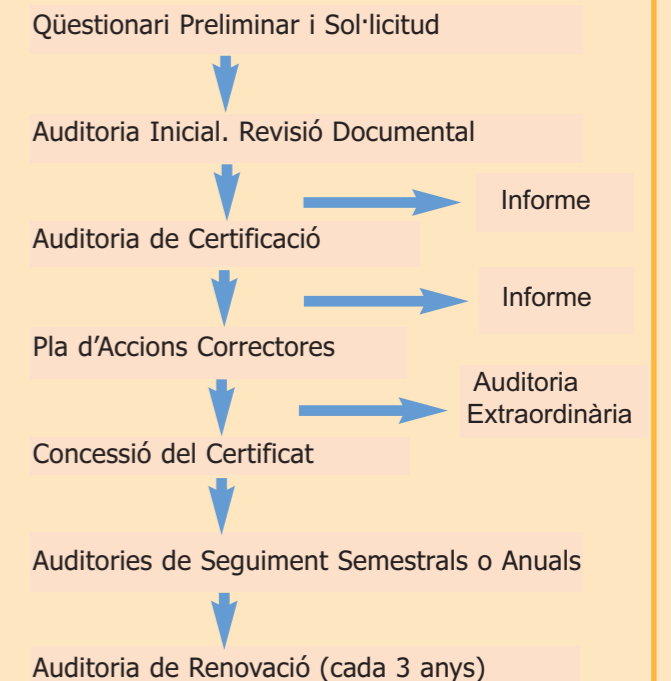 Qüestionari Preliminar i Sol·licitud
Auditoria Inicial. Revisió Documental
Informe
Auditoria de Certificació
Informe
Pla d’Accions Correctores
Auditoria
Extraordinària
Concessió del Certificat
Auditories de Seguiment Semestrals o Anuals
Auditoria de Renovació (cada 3 anys)